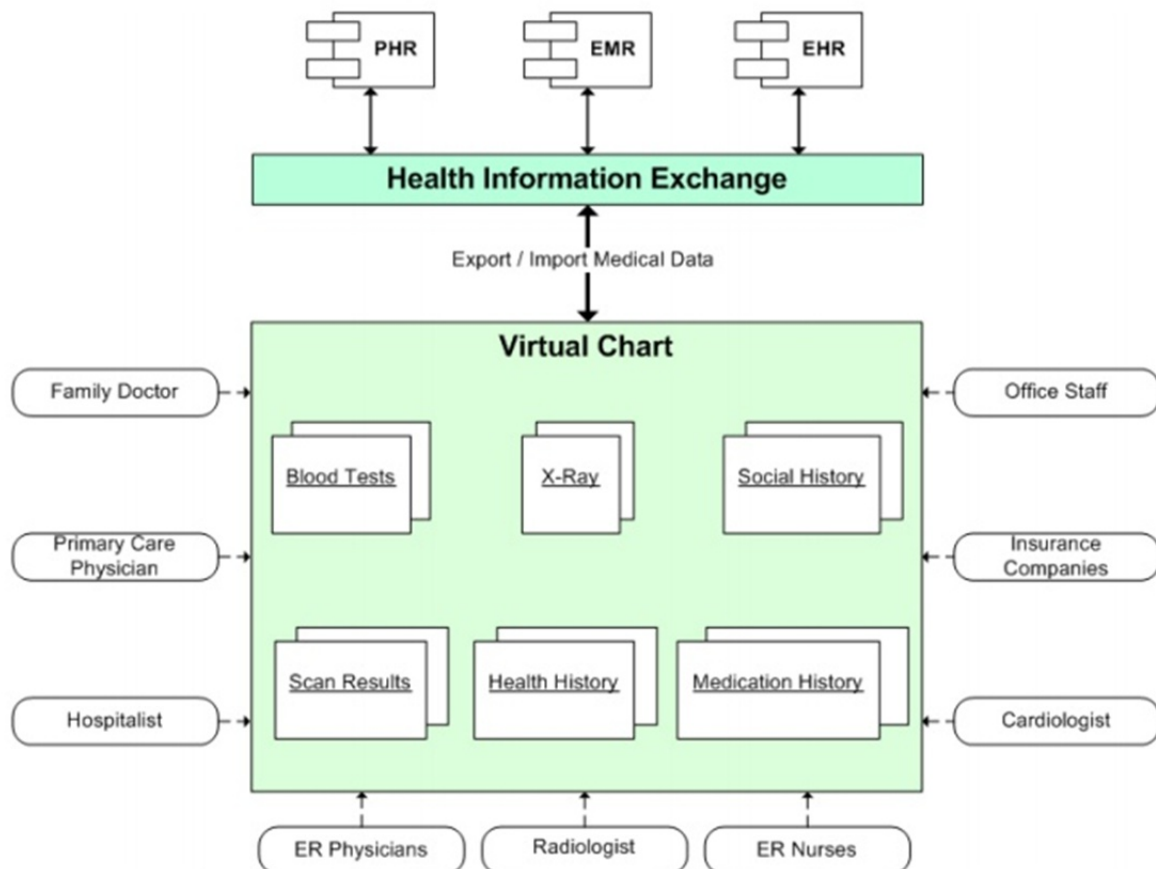 PHR
EMR
EHR
Health Information Exchange
Export / Import Medical Data
Virtual Chart
Family Doctor
Office Staff
Blood Tests
X-Ray
Social History
Primary Care
Physician
Insurance
Companies
Scan Results
Health History
Medication History
Hospitalist
Cardiologist
ER Physicians
Radiologist
ER Nurses